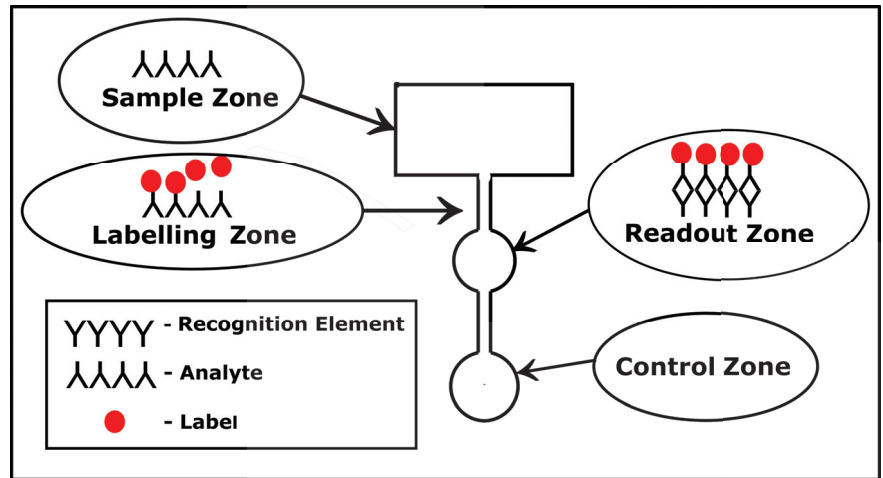 Sample Zone
Labelling Zone
Readout Zone
- Recognition Element
- Analyte
- Label
Control Zone